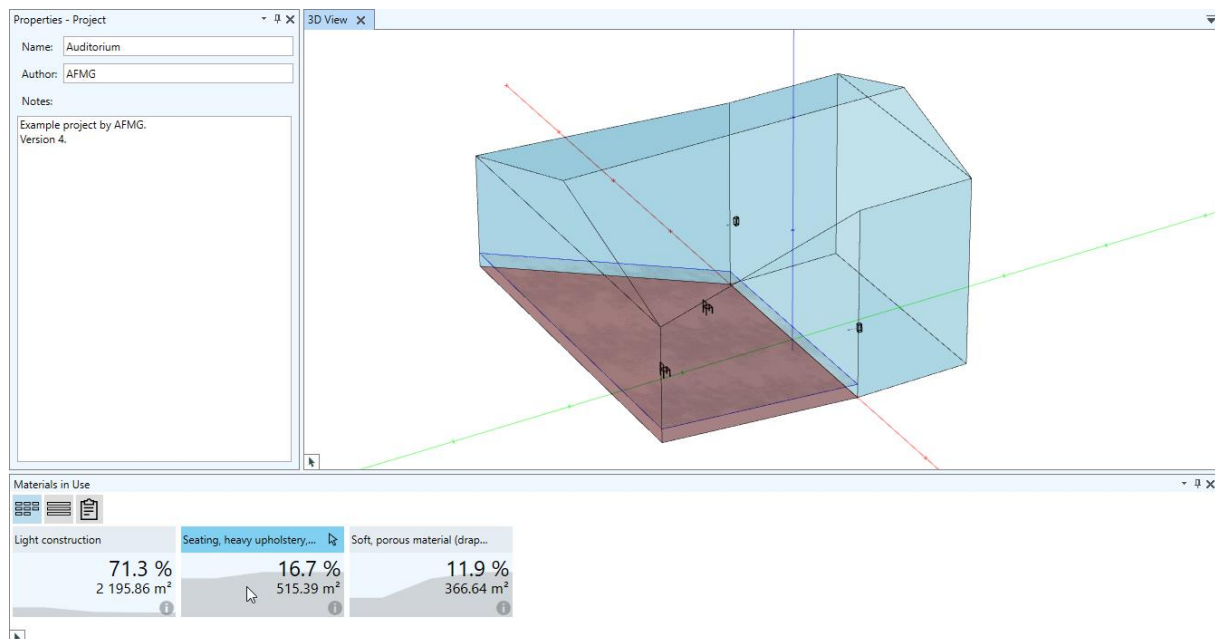 Properties - Project
Name: Auditorium
Author: AFMG
Notes:
Example project by AFMG.
Version 4.
3D View
Materials in Use
Light construction
71.3 %
2 195.86 m²
Seating, heavy upholstery,...
16.7 %
515.39 m²
Soft, porous material (drap...
11.9 %
366.64 m²